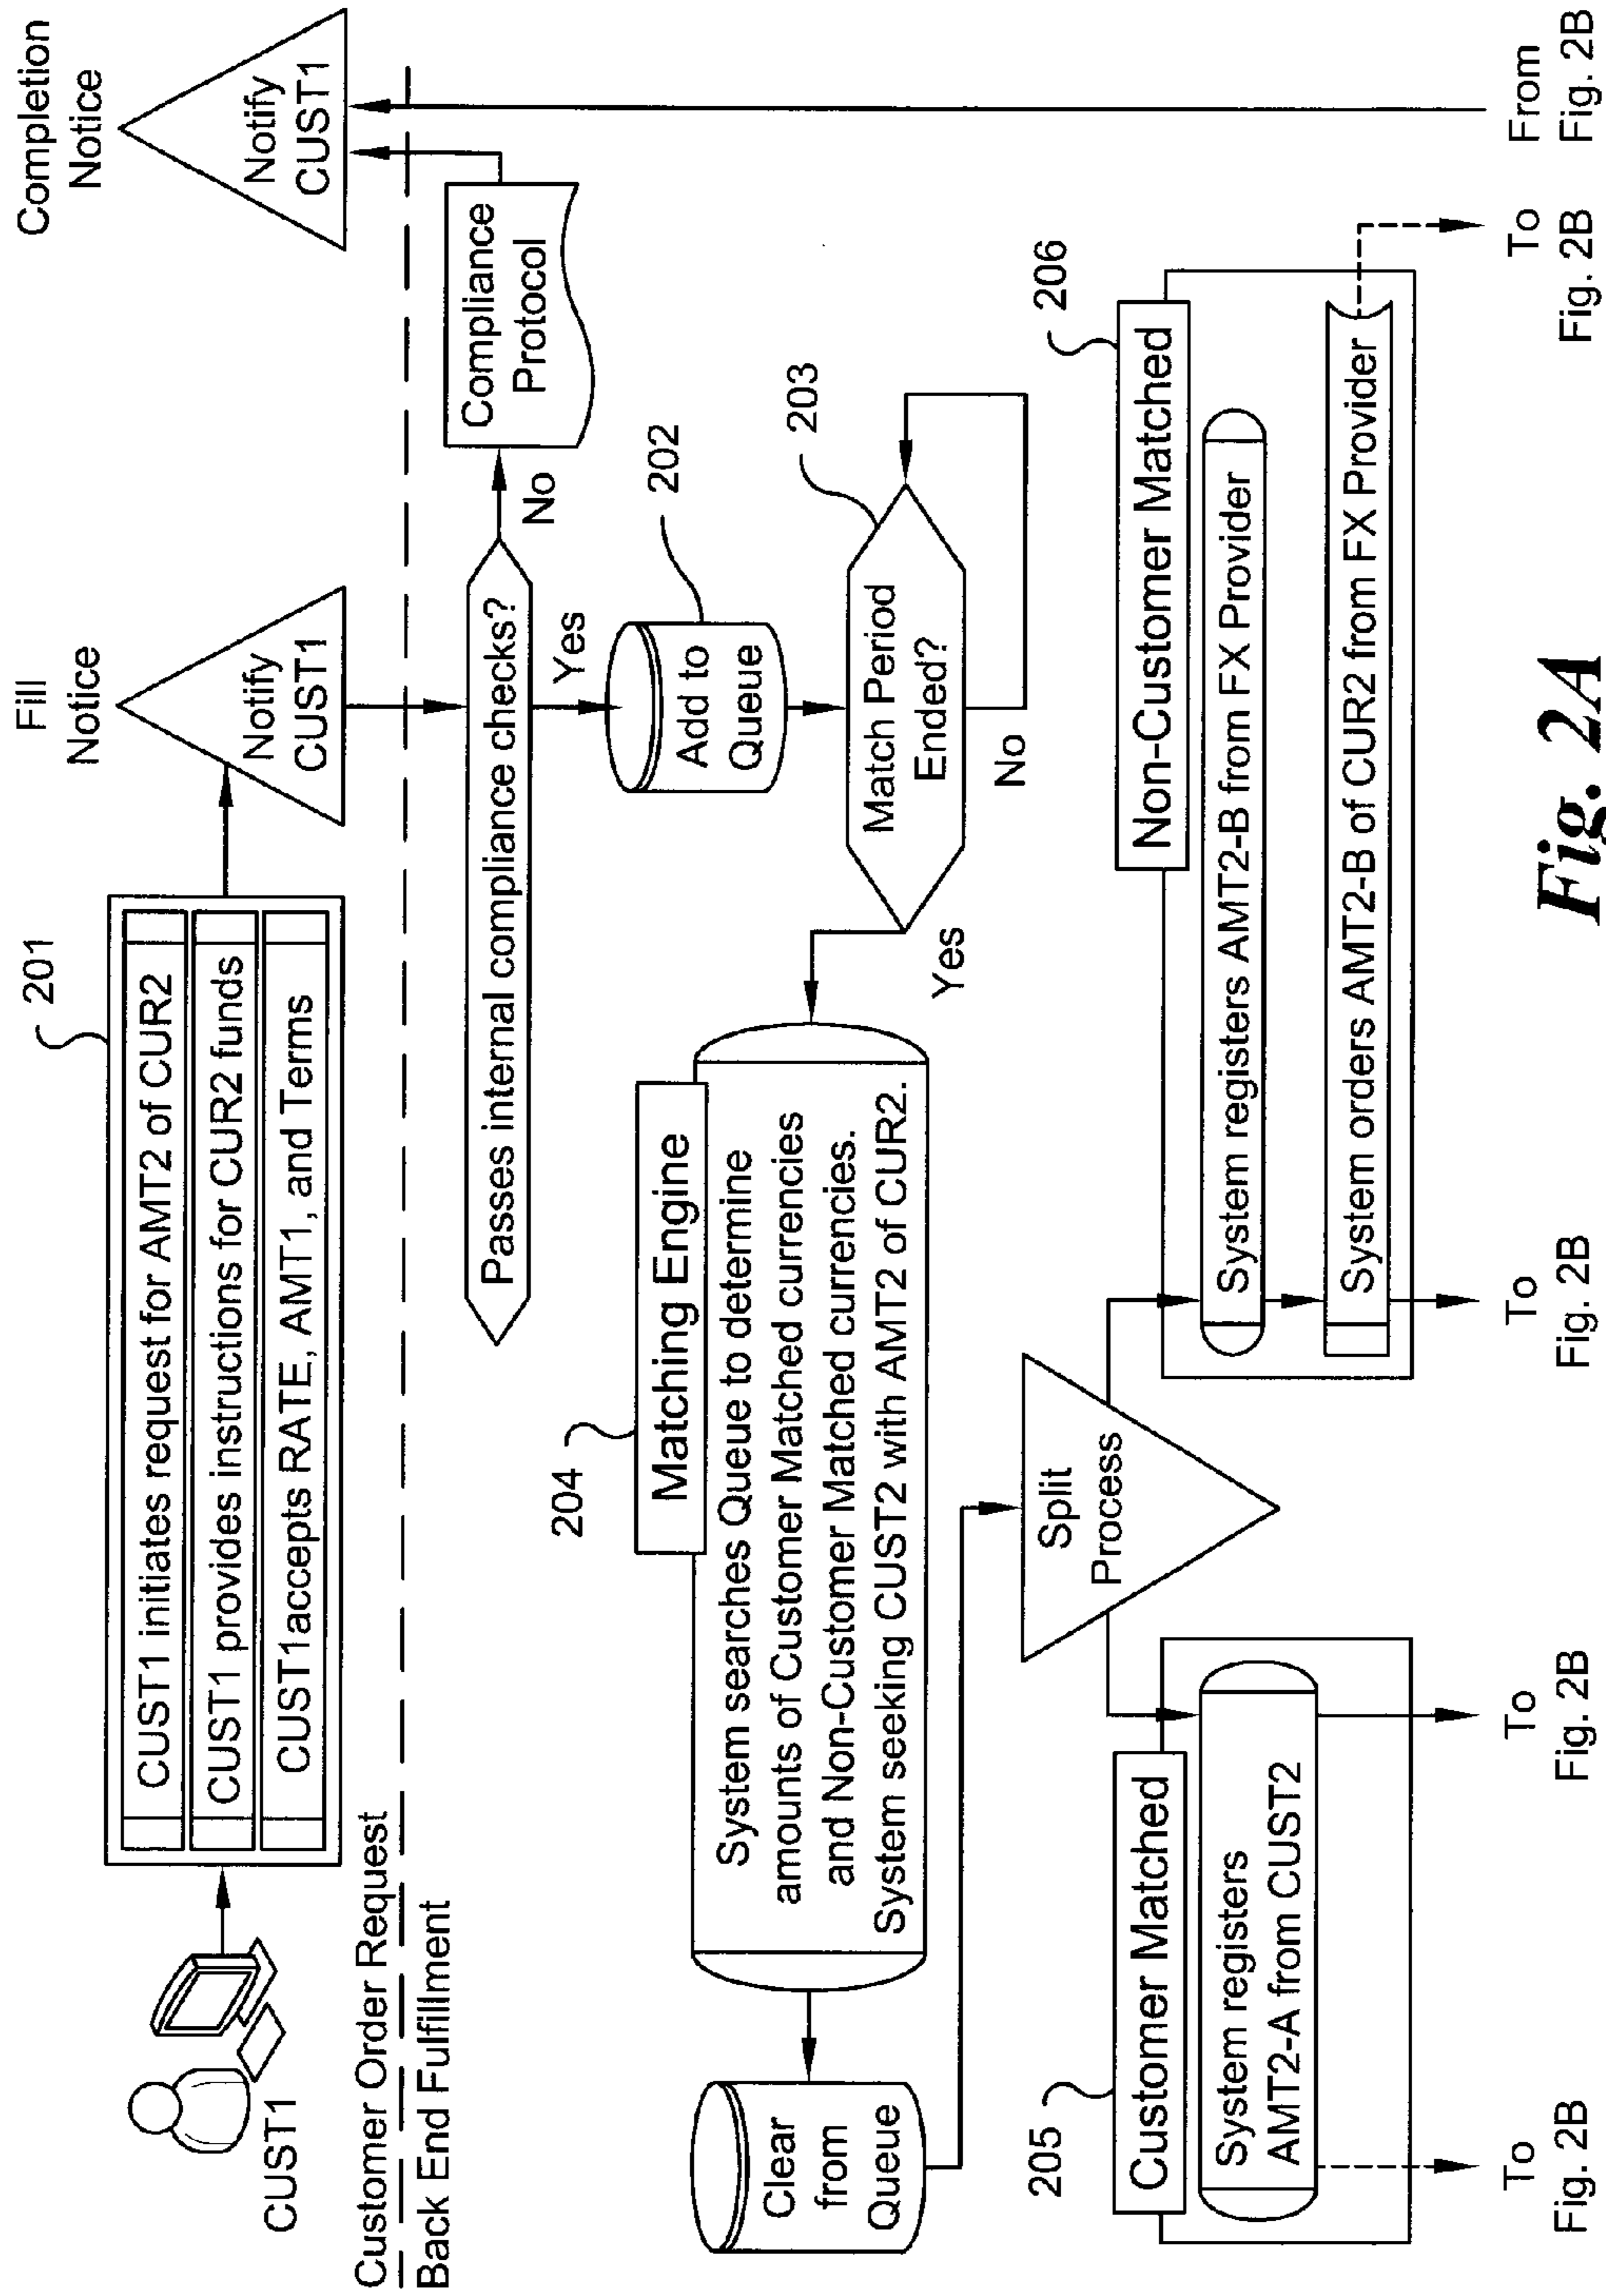 Fill
Notice
Completion
Notice
201
CUST1 initiates request for AMT2 of CUR2
CUST1 provides instructions for CUR2 funds
CUST1accepts RATE, AMT1, and Terms
Notify
CUST1
Notify
CUST1
CUST1
Customer Order Request
Back End Fulfillment
Passes internal compliance checks?
No
Compliance
Protocol
Yes
202
Add to
Queue
203
Match Period
Ended?
No
Yes
204
Matching Engine
System searches Queue to determine
amounts of Customer Matched currencies
and Non-Customer Matched currencies.
System seeking CUST2 with AMT2 of CUR2.
Clear
from
Queue
Split
Process
205
Customer Matched
System registers
AMT2-A from CUST2
206
Non-Customer Matched
System registers AMT2-B from FX Provider
System orders AMT2-B of CUR2 from FX Provider
To
Fig. 2B
To
Fig. 2B
To
Fig. 2B
To
Fig. 2B
From
Fig. 2B
Fig. 2A